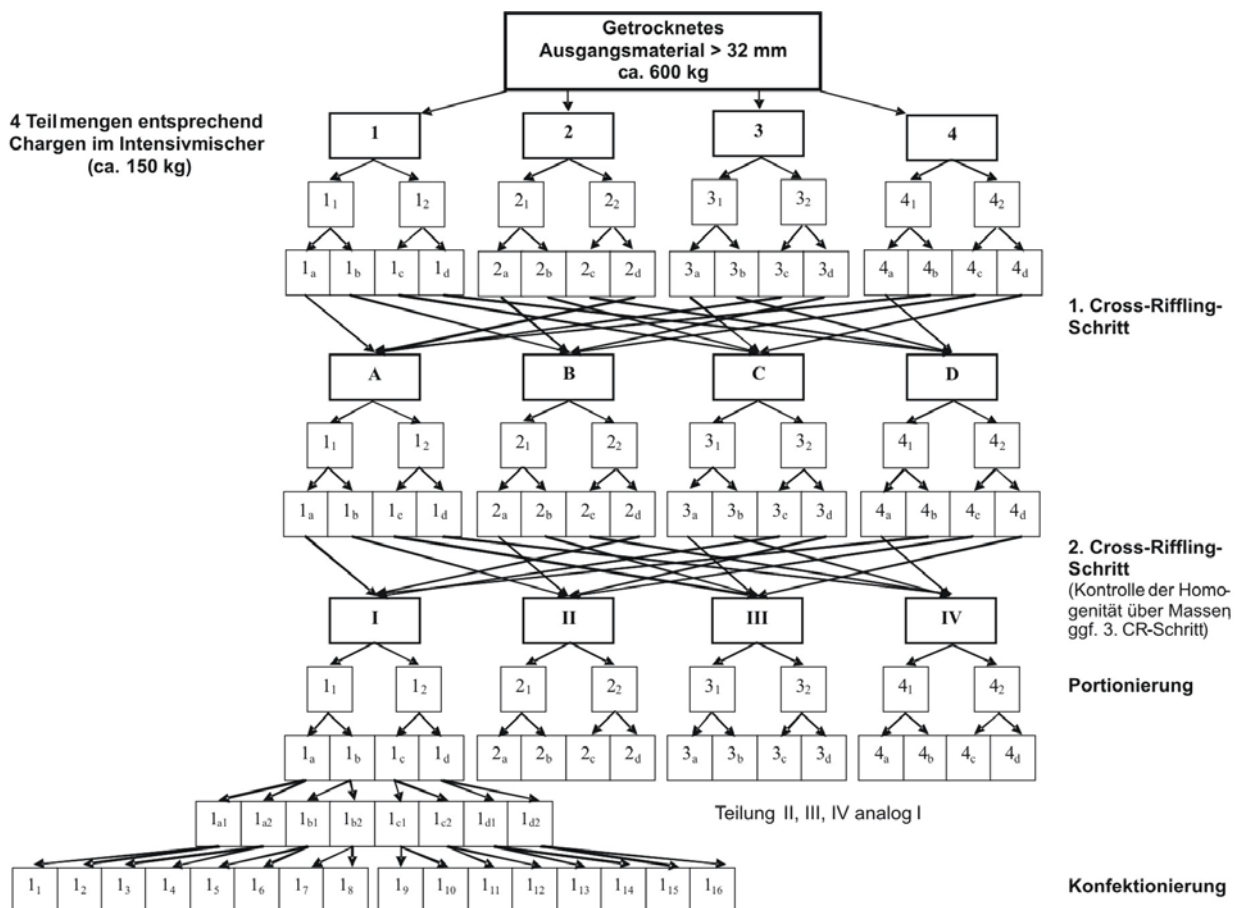 Getrocknetes
Ausgangsmaterial > 32 mm
ca. 600 kg
4 Teilmengen entsprechend
Chargen im Intensivmischer
(ca. 150 kg)
1 2 3 4
1₁ 1₂ 2₁ 2₂ 3₁ 3₂ 4₁ 4₂
1a 1b 1c 1d 2a 2b 2c 2d 3a 3b 3c 3d 4a 4b 4c 4d
1. Cross-Riffling-
Schritt
A B C D
1₁ 1₂ 2₁ 2₂ 3₁ 3₂ 4₁ 4₂
1a 1b 1c 1d 2a 2b 2c 2d 3a 3b 3c 3d 4a 4b 4c 4d
2. Cross-Riffling-
Schritt
(Kontrolle der Homo-
genität über Massen,
ggf. 3. CR-Schritt)
I II III IV
1₁ 1₂ 2₁ 2₂ 3₁ 3₂ 4₁ 4₂
Portionierung
1a 1b 1c 1d 2a 2b 2c 2d 3a 3b 3c 3d 4a 4b 4c 4d
1a1 1a2 1b1 1b2 1c1 1c2 1d1 1d2
Teilung II, III, IV analog I
1₁ 1₂ 1₃ 1₄ 1₅ 1₆ 1₇ 1₈ 1₉ 1₁₀ 1₁₁ 1₁₂ 1₁₃ 1₁₄ 1₁₅ 1₁₆
Konfektionierung